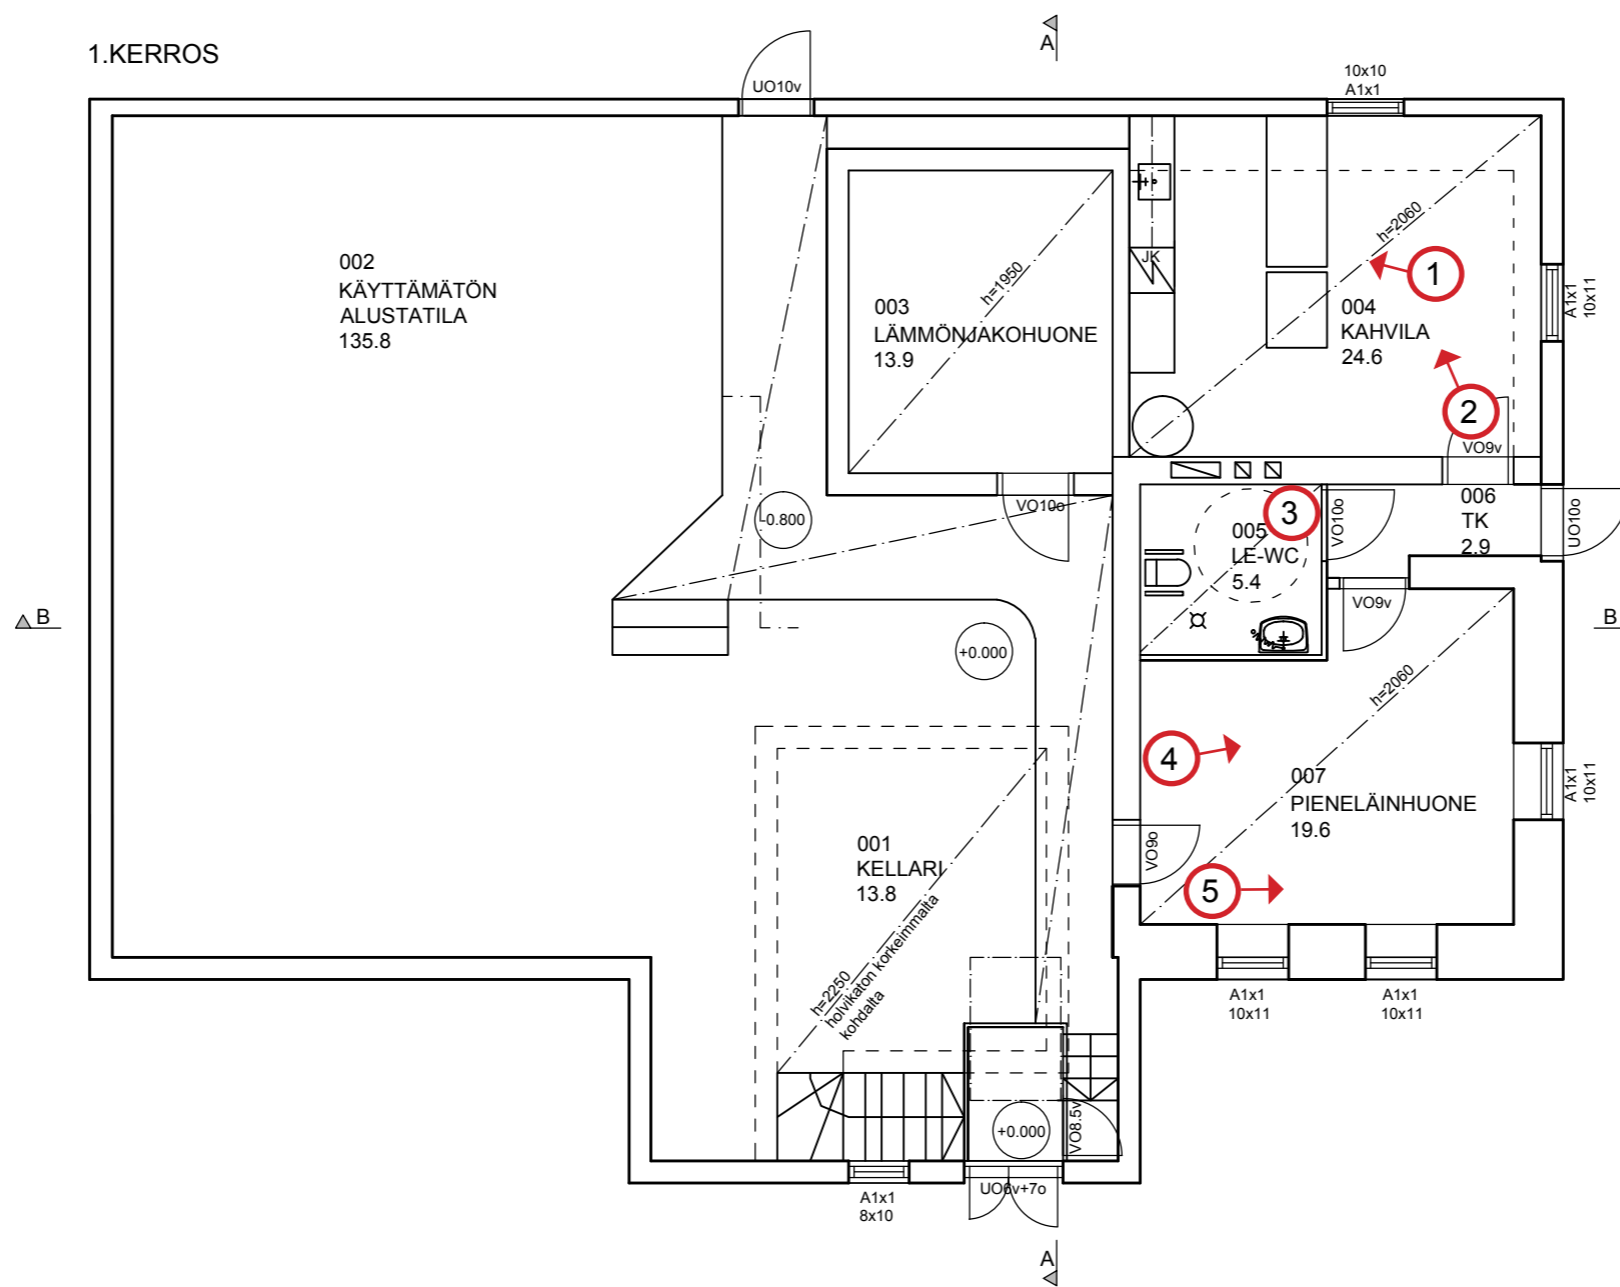 1.KERROS
A
UO10v
10x10
A1x1
002
KÄYTTÄMÄTÖN
ALUSTATILA
135.8
h=1950
003
LÄMMÖNJAKOHUONE
13.9
JK
h=2060
1
004
KAHVILA
24.6
A1x1
10x11
2
VO9v
-0.800
VO10o
3
005
LE-WC
5.4
VO10o
006
TK
2.9
UO10o
B
B
VO9v
+0.000
h=2060
4
007
PIENELÄINHUONE
19.6
A1x1
10x11
001
KELLARI
13.8
VO9o
5
h=2250
holvikaton korkeimmalta
kohdalta
A1x1
10x11
A1x1
10x11
+0.000
VO8.5v
UO6v+7o
A1x1
8x10
A